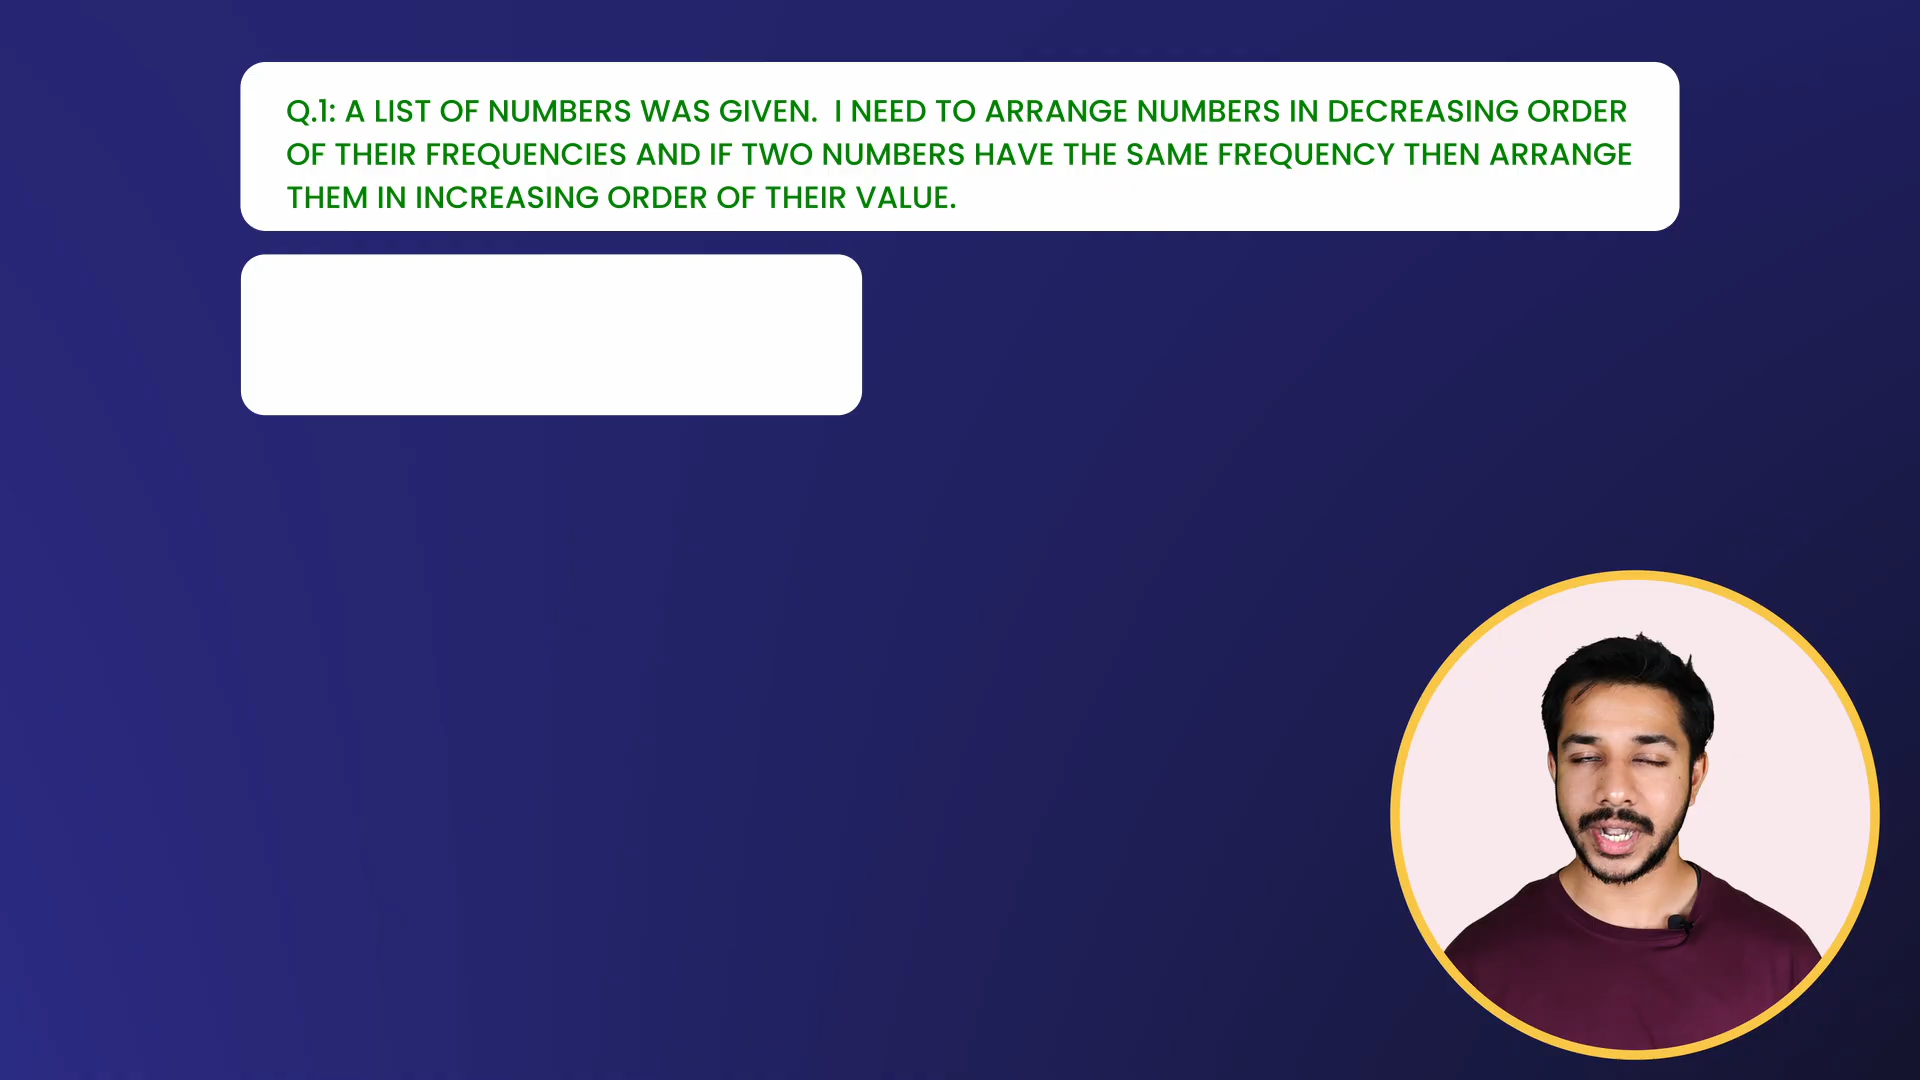 Q.1: A LIST OF NUMBERS WAS GIVEN.  I NEED TO ARRANGE NUMBERS IN DECREASING ORDER
OF THEIR FREQUENCIES AND IF TWO NUMBERS HAVE THE SAME FREQUENCY THEN ARRANGE
THEM IN INCREASING ORDER OF THEIR VALUE.